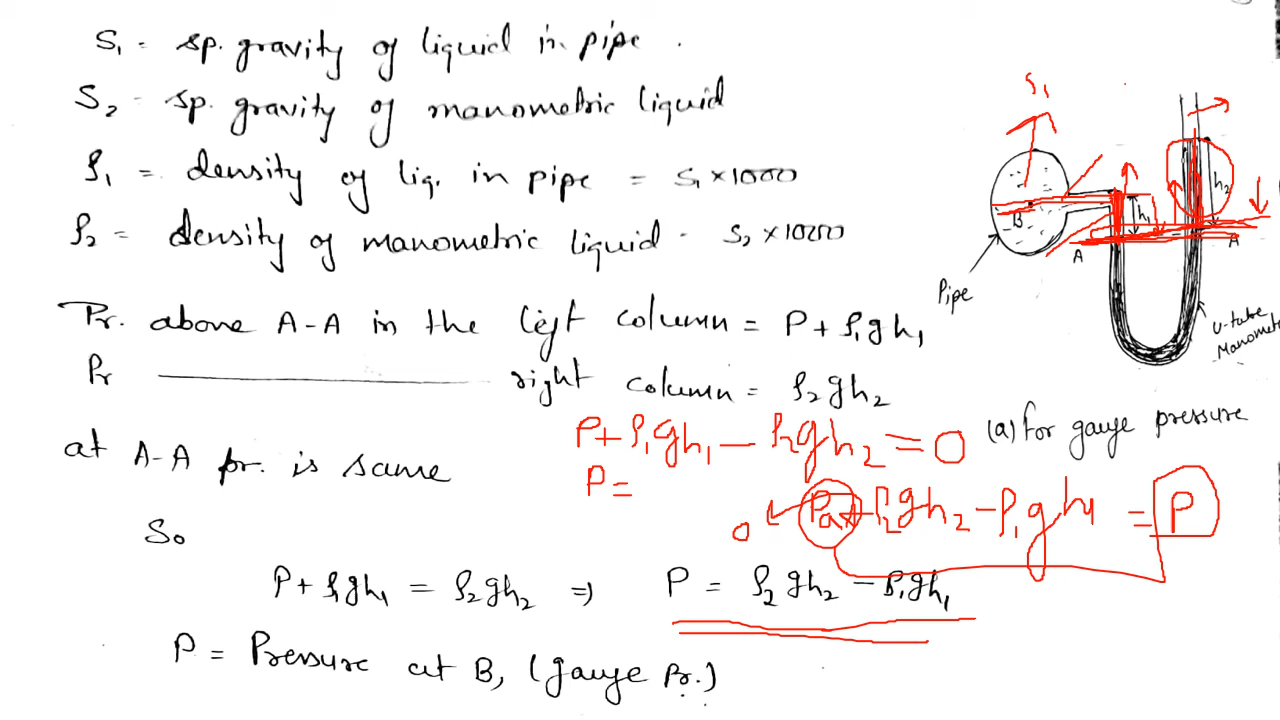 S₁ = sp. gravity of liquid in pipe.
S₂ = sp. gravity of manometric liquid
ρ₁ = density of liq. in pipe = S₁×1000
ρ₂ = density of manometric liquid = S₂×1000
Pr. above A-A in the left column = P + ρ₁gh₁
Pr ———— right column = ρ₂gh₂
P + ρ₁gh₁ − ρ₂gh₂ = 0
(a) For gauge pressure
at A-A pr. is same
P =
0 Pat + ρ₂gh₂ − ρ₁gh₁ = P
So
P + ρ₁gh₁ = ρ₂gh₂ ⇒ P = ρ₂gh₂ − ρ₁gh₁
P = Pressure at B, (gauge Pr.)
S₁
B
h₁
h₂
A
A
Pipe
U-tube
Manomete